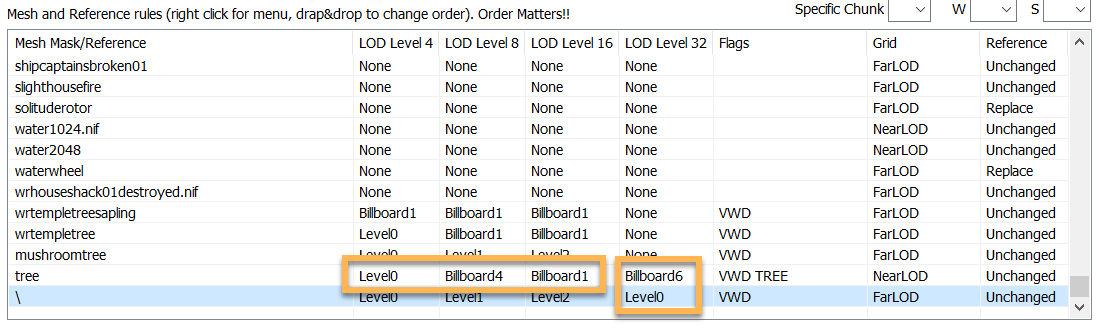 Mesh and Reference rules (right click for menu, drap&drop to change order). Order Matters!! Specific Chunk W S
Mesh Mask/Reference LOD Level 4 LOD Level 8 LOD Level 16 LOD Level 32 Flags Grid Reference
shipcaptainsbroken01 None None None None FarLOD Unchanged
slighthousefire None None None None FarLOD Unchanged
solituderotor None None None None FarLOD Replace
water1024.nif None None None None NearLOD Unchanged
water2048 None None None None NearLOD Unchanged
waterwheel None None None None FarLOD Replace
wrhouseshack01destroyed.nif None None None None FarLOD Unchanged
wrtempletreesapling Billboard1 Billboard1 Billboard1 None VWD FarLOD Unchanged
wrtempletree Level0 Billboard1 Billboard1 None VWD FarLOD Unchanged
mushroomtree Level0 Level1 Level2 None VWD FarLOD Unchanged
tree Level0 Billboard4 Billboard1 Billboard6 VWD TREE NearLOD Unchanged
\ Level0 Level1 Level2 Level0 VWD FarLOD Unchanged